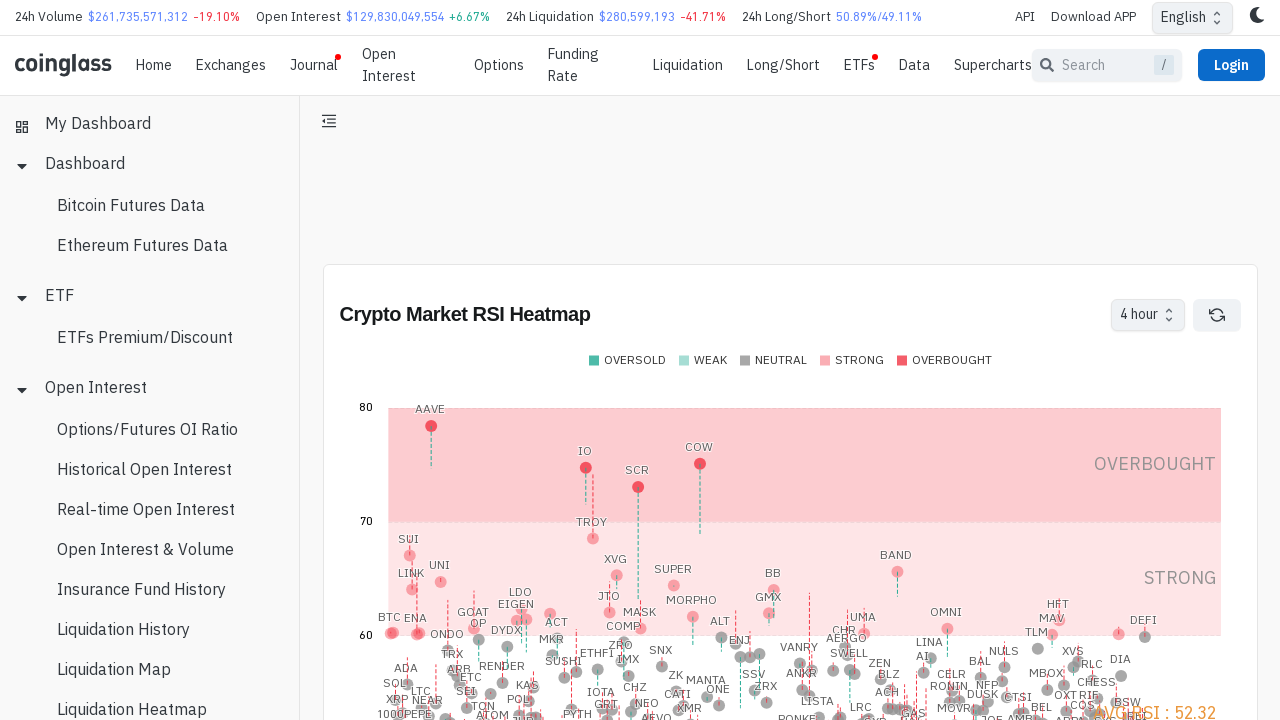 24h Volume $261,735,571,312 -19.10% Open Interest $129,830,049,554 +6.67% 24h Liquidation $280,599,193 -41.71% 24h Long/Short 50.89%/49.11% API Download APP English
coinglass Home Exchanges Journal Open Interest Options Funding Rate Liquidation Long/Short ETFs Data Supercharts Search / Login
My Dashboard
Dashboard
Bitcoin Futures Data
Ethereum Futures Data
ETF
ETFs Premium/Discount
Open Interest
Options/Futures OI Ratio
Historical Open Interest
Real-time Open Interest
Open Interest & Volume
Insurance Fund History
Liquidation History
Liquidation Map
Liquidation Heatmap
Crypto Market RSI Heatmap 4 hour
OVERSOLD WEAK NEUTRAL STRONG OVERBOUGHT
80
AAVE
IO COW
OVERBOUGHT
SCR
70
TROY
SUI
UNI XVG BAND
LINK SUPER BB
STRONG
LDO JTO GMX
EIGEN MORPHO HFT
BTC ENA GOAT MASK OMNI
OP ACT ALT UMA MAV DEFI
60 ONDO DYDX COMP CHR TLM
MKR ZRO ENJ AERGO LINA
TRX SUSHI ETHFI IMX SNX VANRY SWELL AI BAL NULS XVS DIA
ADA ARR RENDER ZEN RLC
ETC ZK SSV ANKR BLZ CELR MBOX
SOL SEI KAS CHZ MANTA ZRX ACH RONIN NFP CHESS
LTC IOTA CATI ONE DUSK OXT RIF
XRP NEAR POL GRT NEO LISTA LRC MOVR CTSI COS BSW
TON XMR BEL
1000PEPE ATOM PYTH AEVO GAS AVG RSI : 52.32